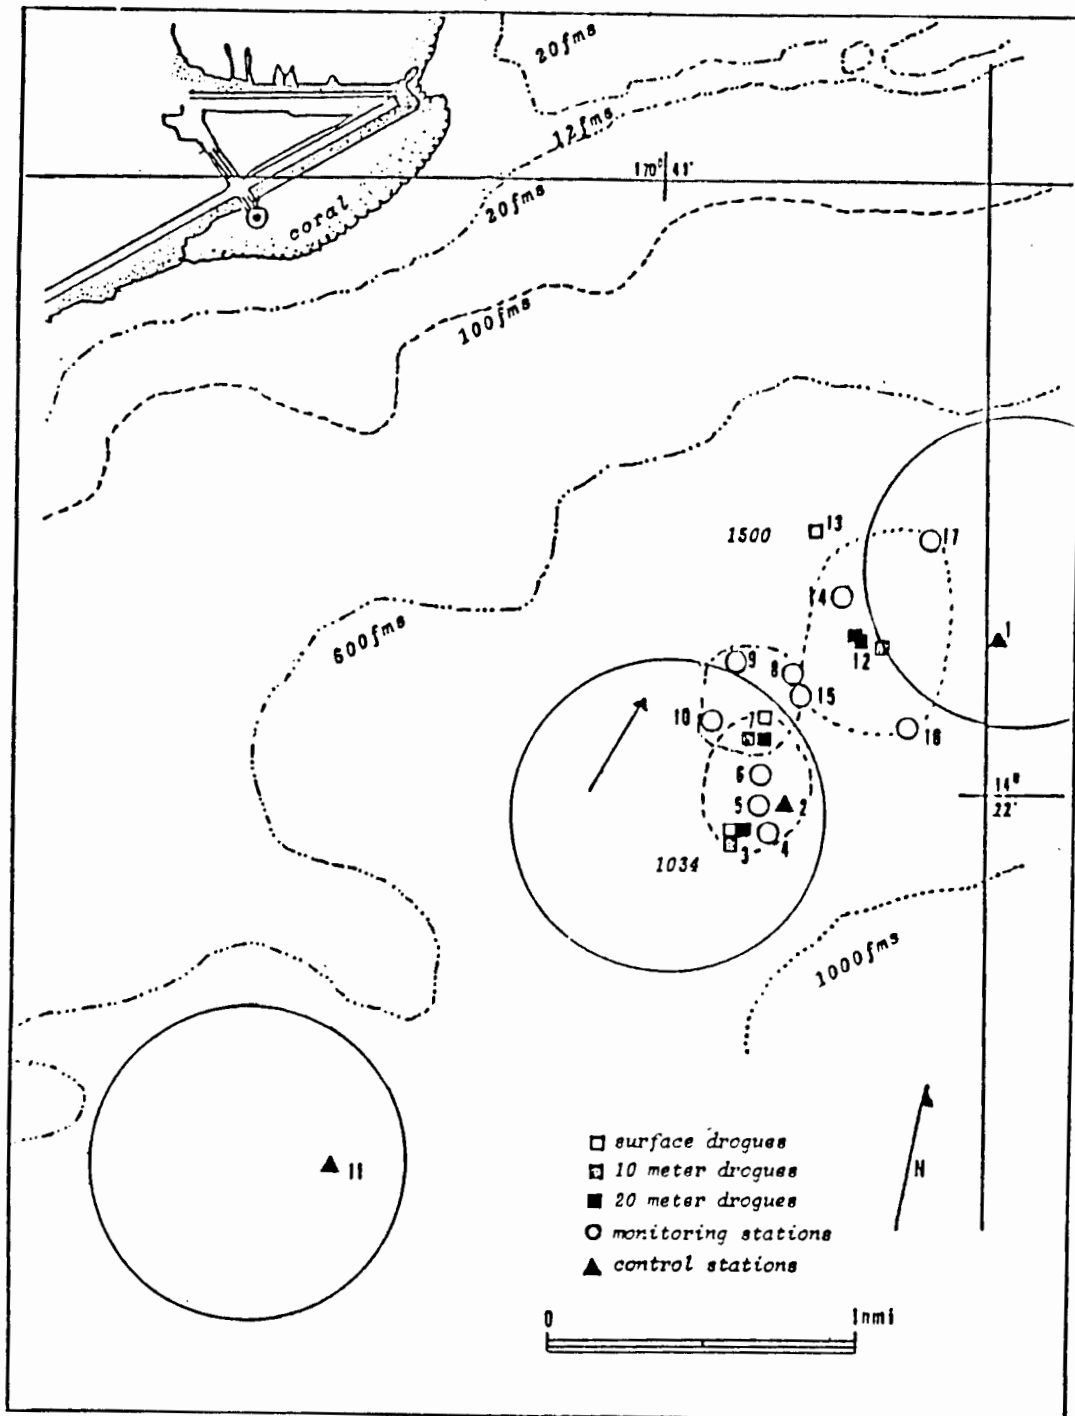 20fms
12fms
170° 41'
20fms
coral
100fms
600fms
1500
13
17
14
12
1
9
8
15
10
7
16
6
5
2
14°
22'
3
4
1034
1000fms
11
N
surface drogues
10 meter drogues
20 meter drogues
monitoring stations
control stations
0
1nmi